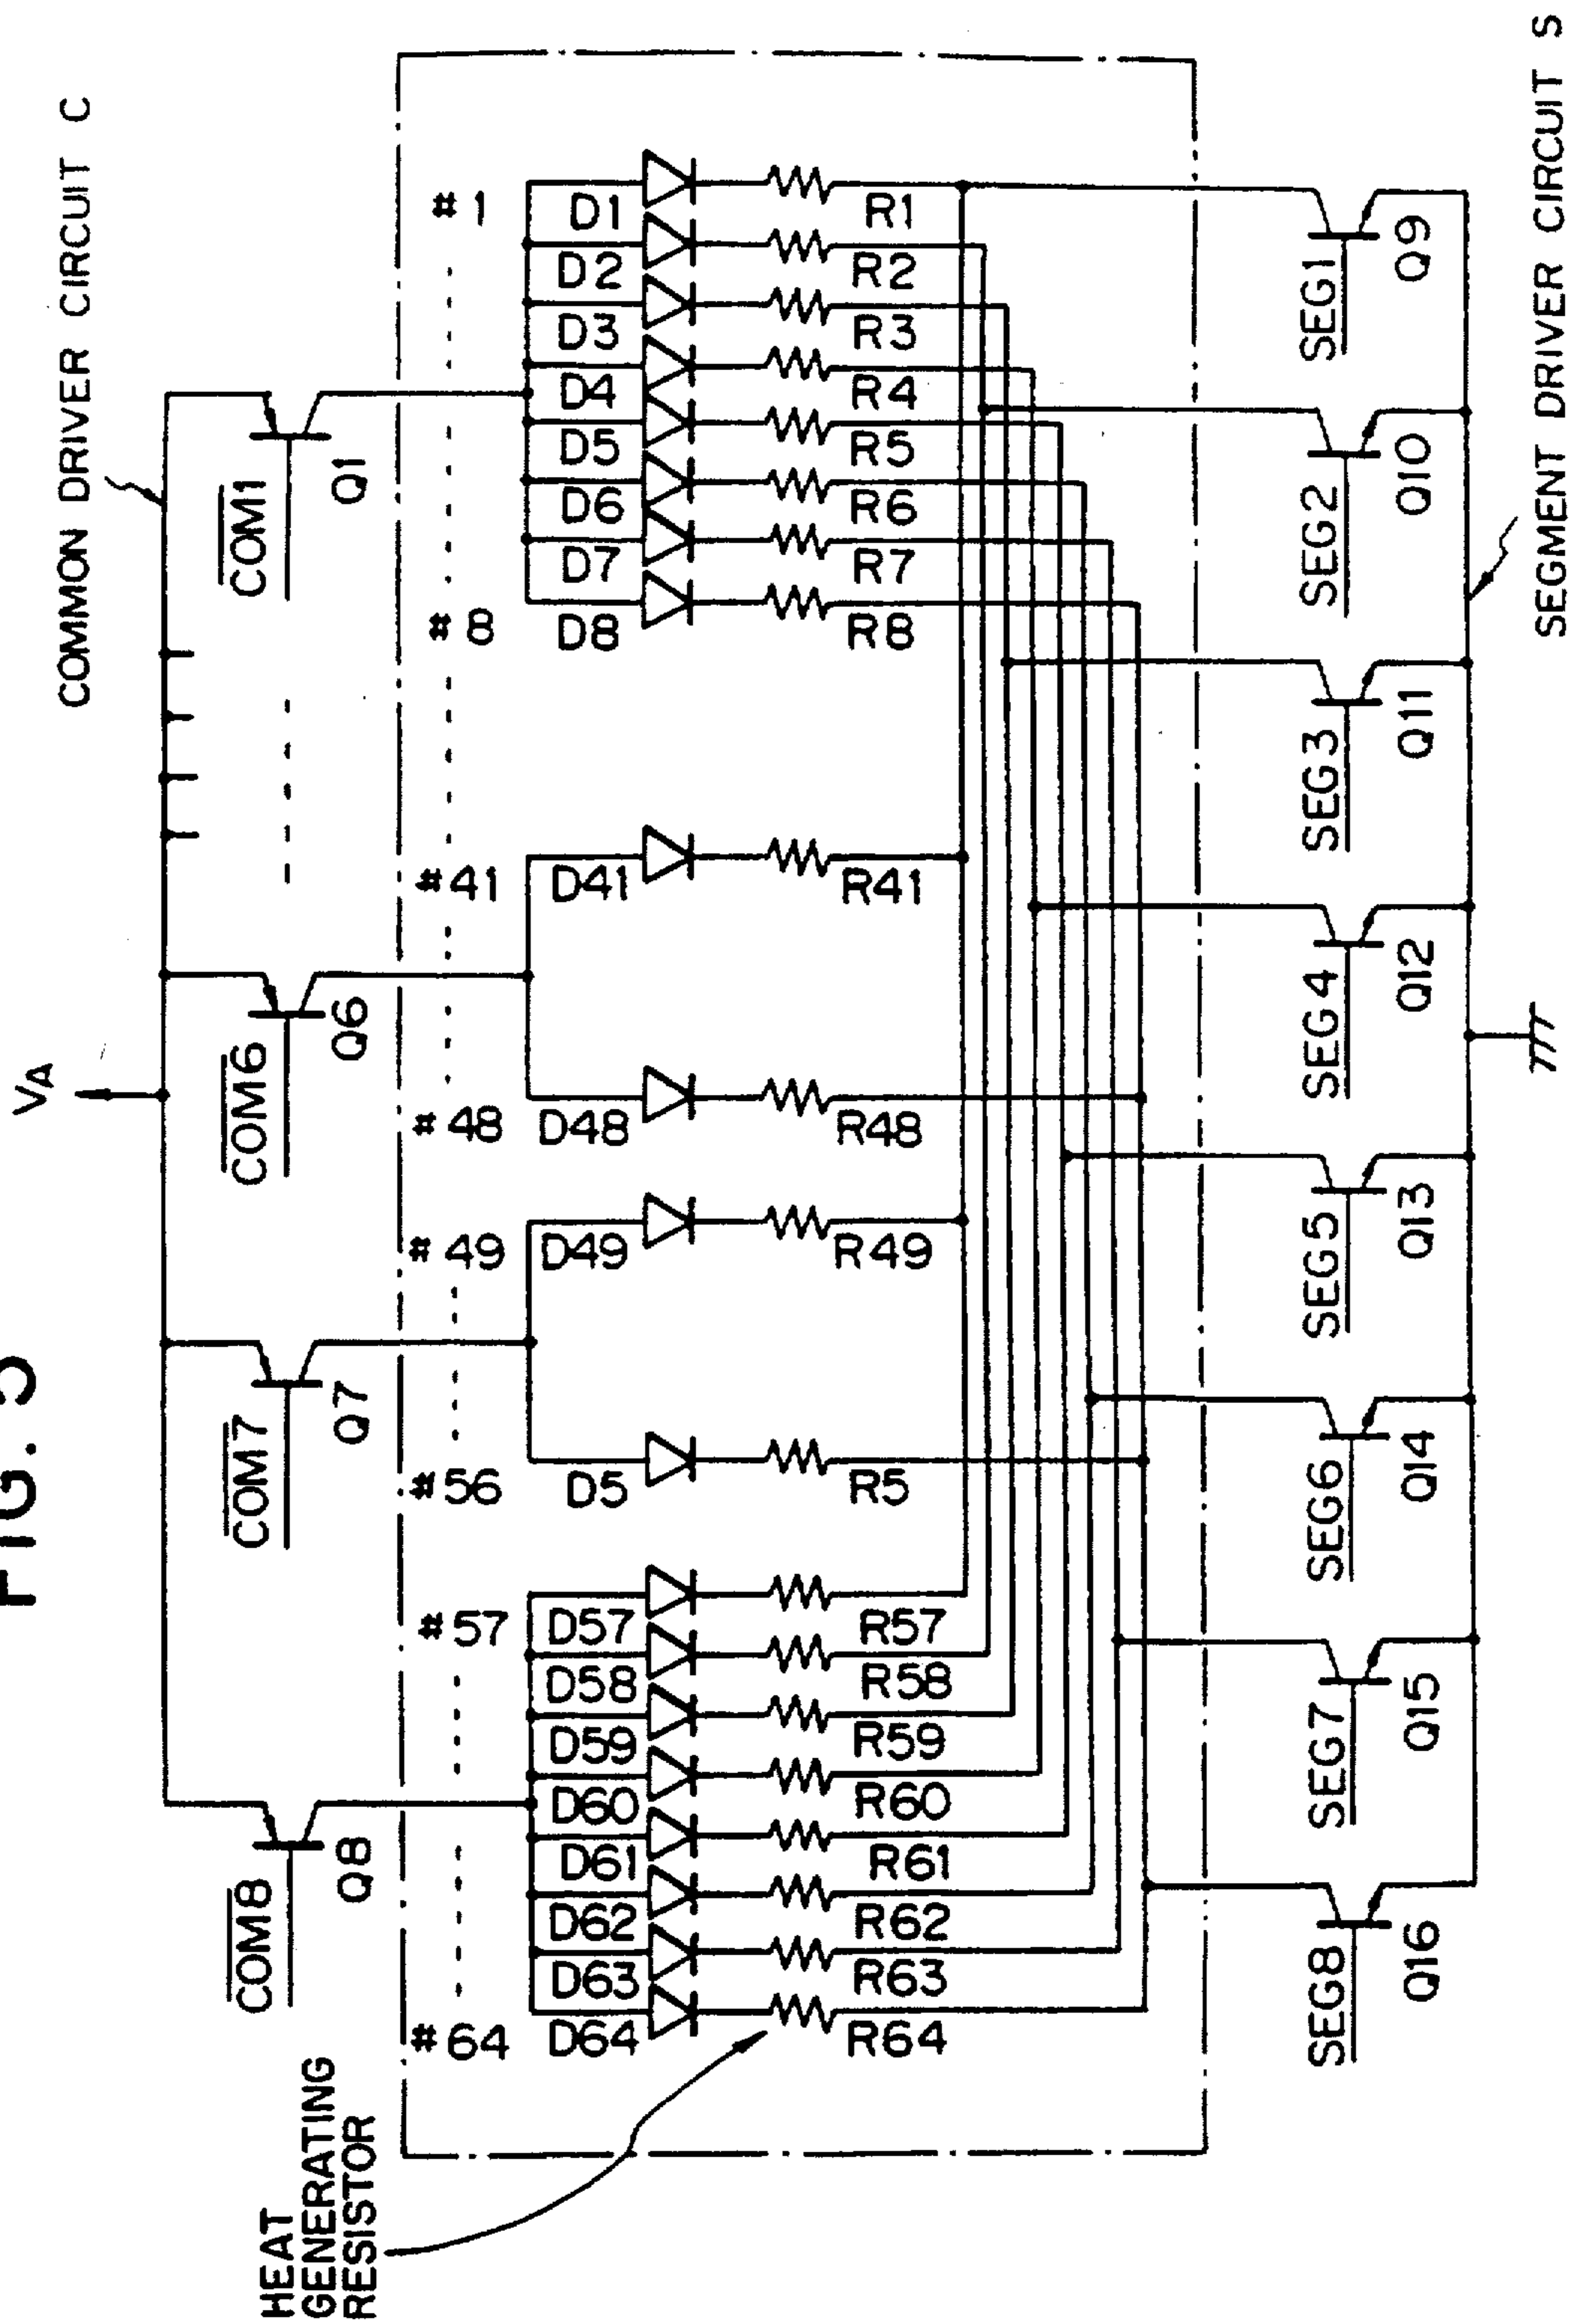 FIG. 5
COMMON DRIVER CIRCUIT C
VA
COM8
COM7
COM6
COM1
Q8
Q7
Q6
Q1
HEAT
GENERATING
RESISTOR
#64
#57
#56
#49
#48
#41
#8
#1
D64
D63
D62
D61
D60
D59
D58
D57
D5
D49
D48
D41
D8
D7
D6
D5
D4
D3
D2
D1
R64
R63
R62
R61
R60
R59
R58
R57
R5
R49
R48
R41
R8
R7
R6
R5
R4
R3
R2
R1
SEG8
SEG7
SEG6
SEG5
SEG4
SEG3
SEG2
SEG1
Q16
Q15
Q14
Q13
Q12
Q11
Q10
Q9
SEGMENT DRIVER CIRCUIT S